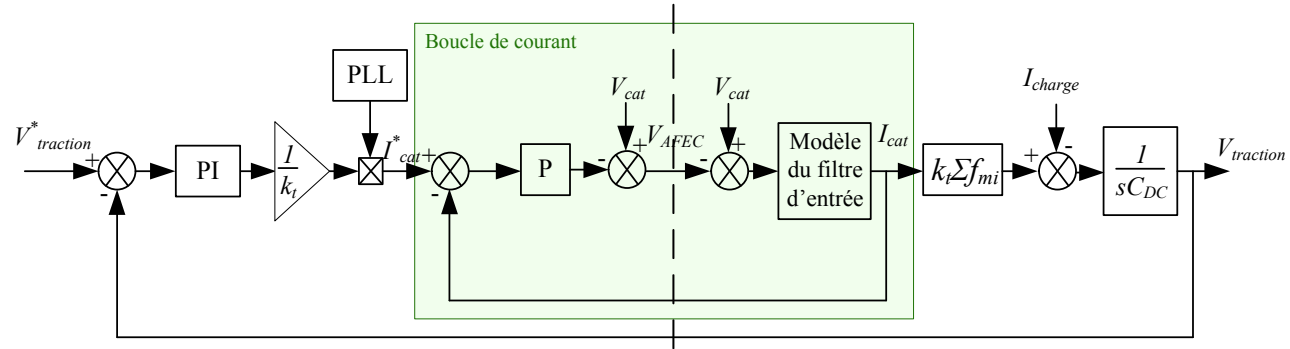 Boucle de courant
PLL
V*traction
+
-
PI
1
kt
I*cat
+
-
P
Vcat
-
+
VAFEC
Vcat
-
+
Modèle
du filtre
d'entrée
Icat
ktΣfmi
Icharge
+
-
1
sCDC
Vtraction